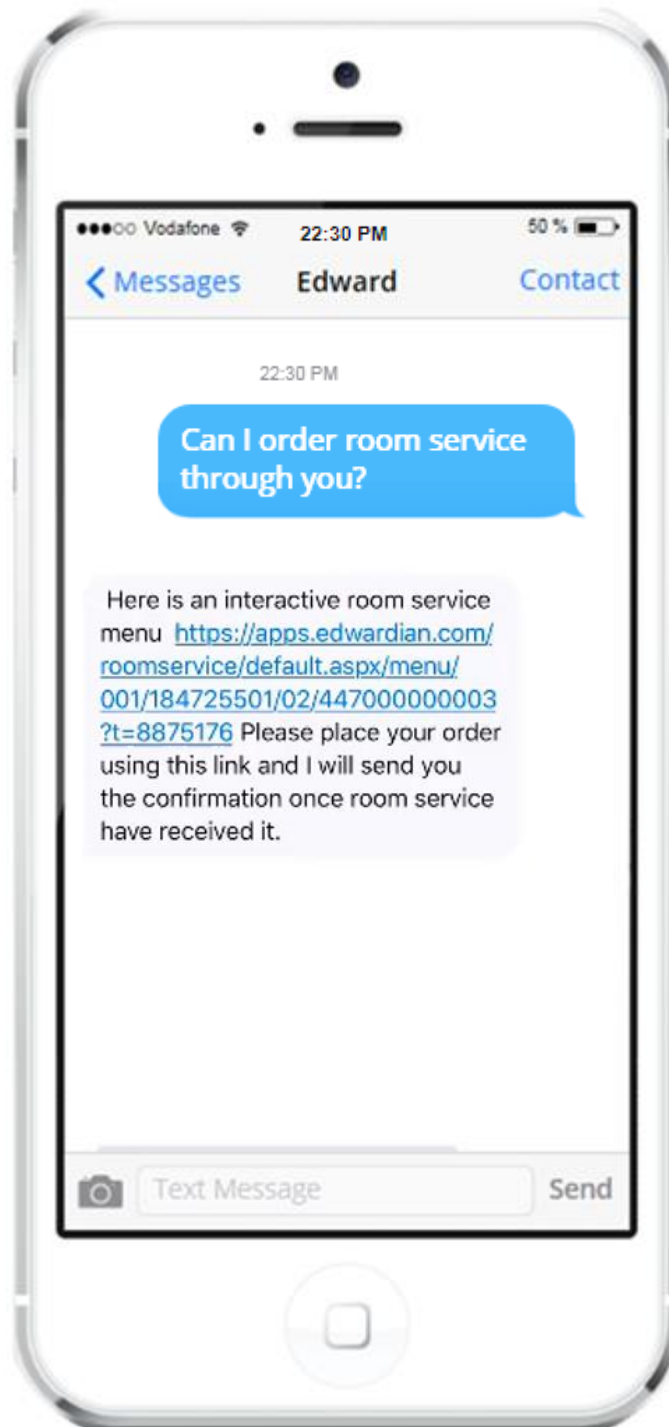 Vodafone 22:30 PM 50 %
Messages Edward Contact
22:30 PM
Can I order room service
through you?
Here is an interactive room service
menu https://apps.edwardian.com/
roomservice/default.aspx/menu/
001/184725501/02/447000000003
?t=8875176 Please place your order
using this link and I will send you
the confirmation once room service
have received it.
Text Message Send